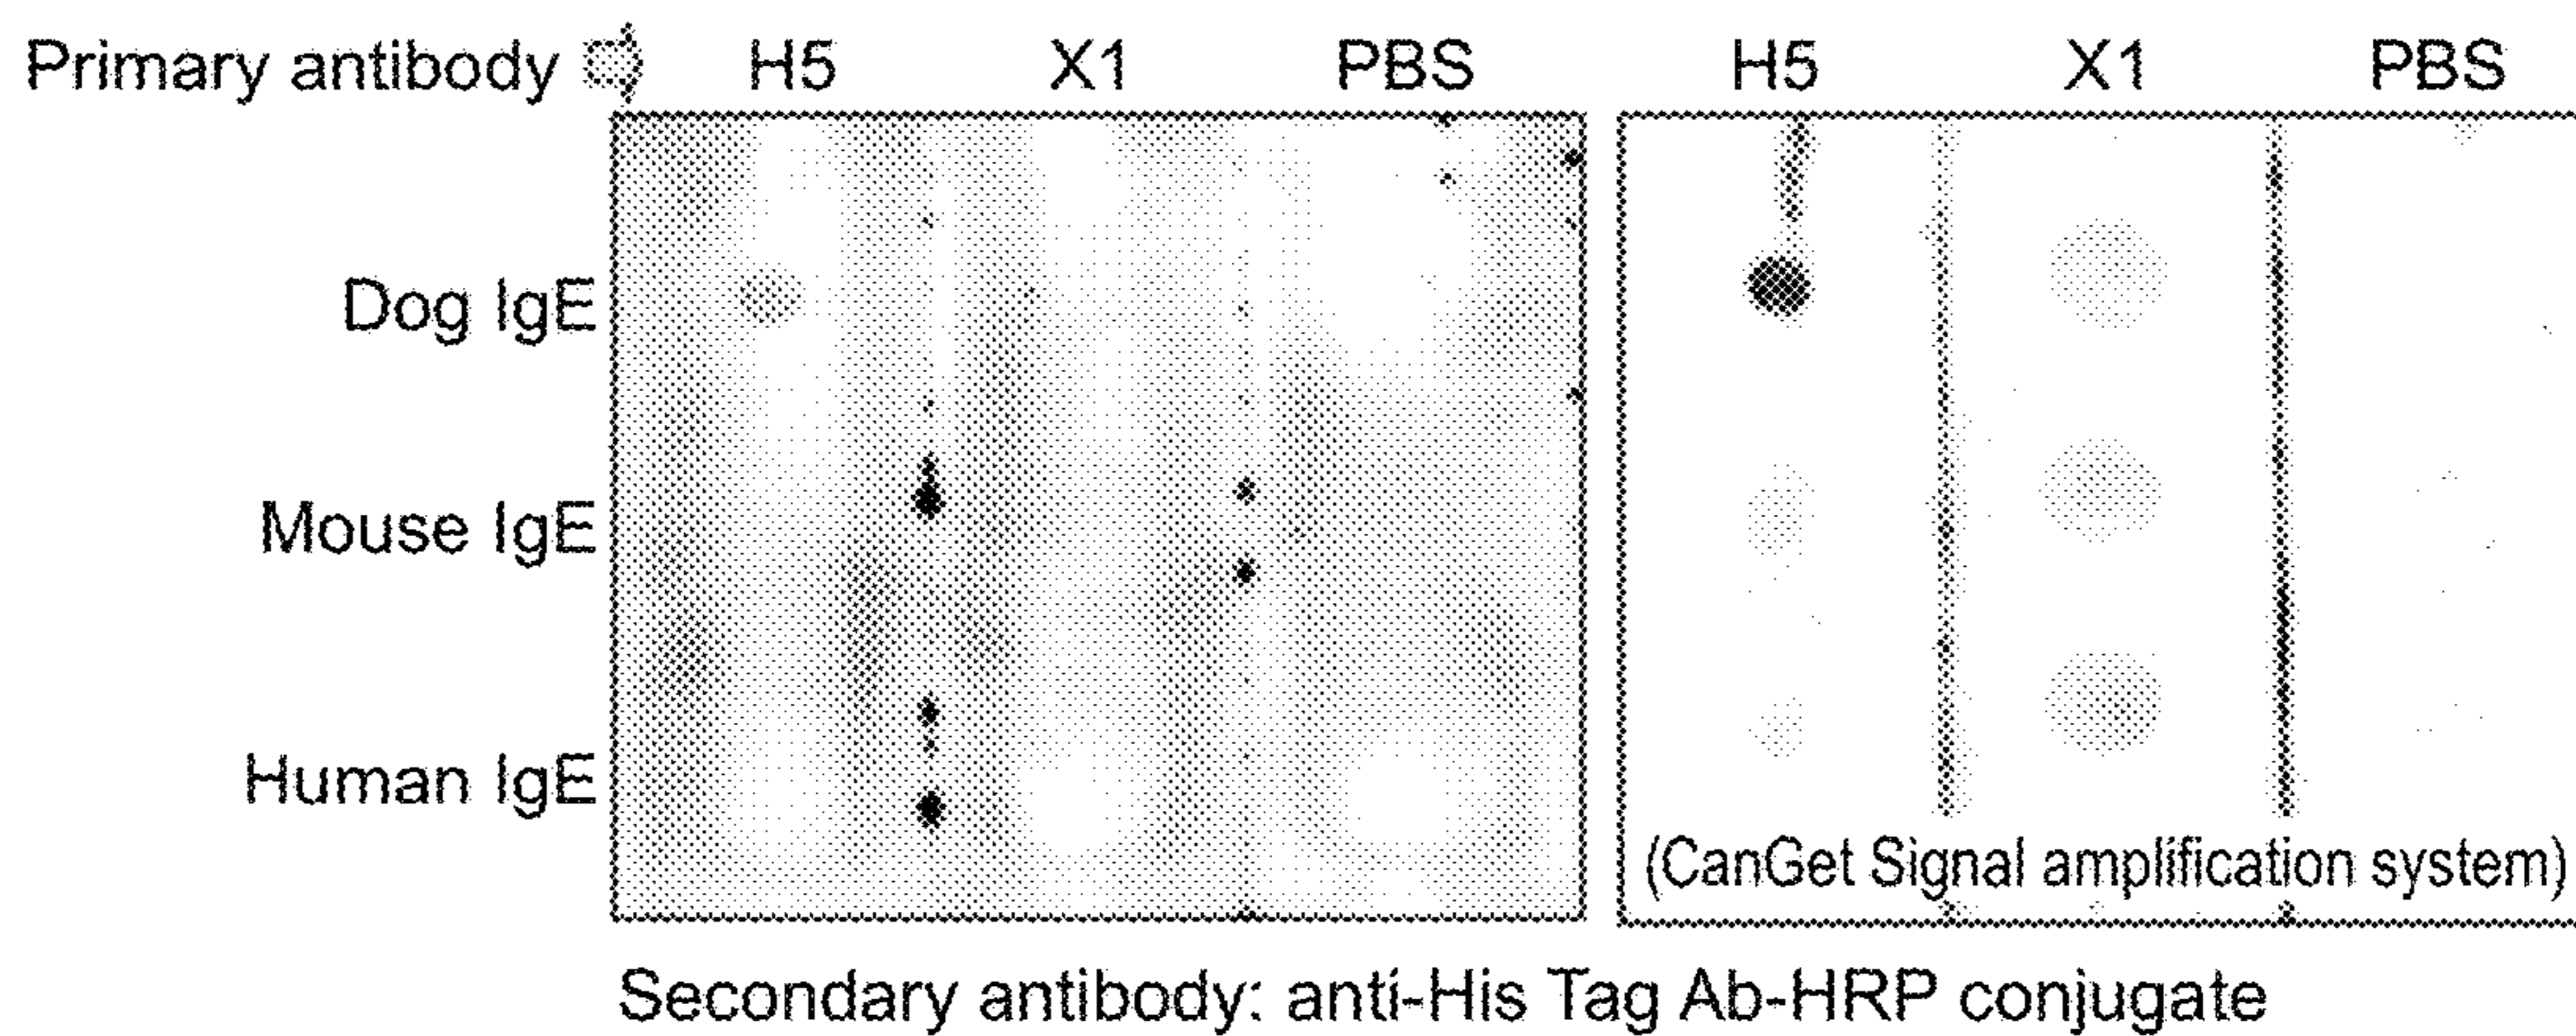 Primary antibody H5 X1 PBS H5 X1 PBS
Dog IgE
Mouse IgE
Human IgE
(CanGet Signal amplification system)
Secondary antibody: anti-His Tag Ab-HRP conjugate